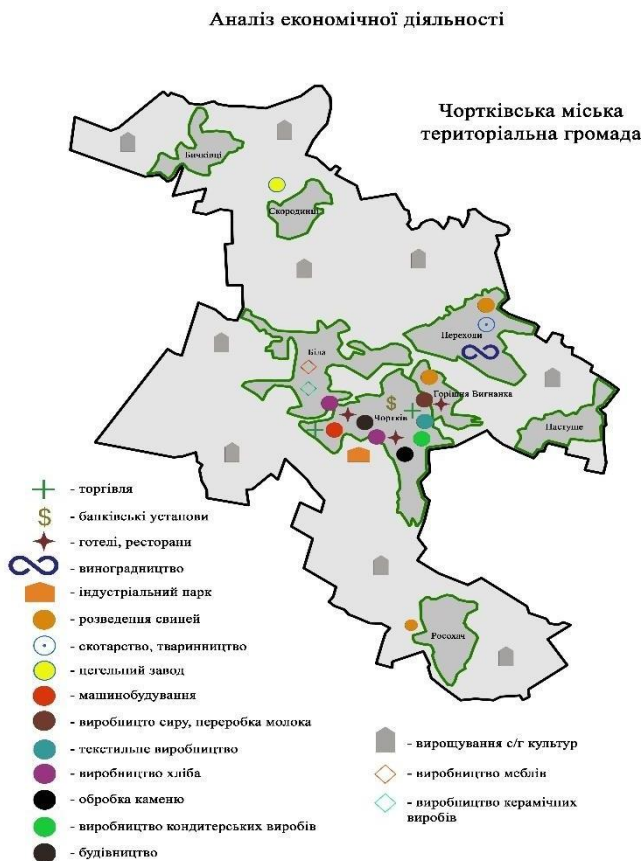 Аналіз економічної діяльності
Чортківська міська
територіальна громада
Бичківці
Скородинці
Переходи
Біла
Горішня Вигнанка
$
Чортків
Пастуше
Росохач
- торгівля
$ - банківські установи
- готелі, ресторани
- виноградництво
- індустріальний парк
- розведення свиней
- скотарство, тваринництво
- цегельний завод
- машинобудування
- виробницто сиру, переробка молока
- текстильне виробництво
- виробництво хліба
- обробка каменю
- виробництво кондитерських виробів
- будівництво
- вирощування с/г культур
- виробництво меблів
- виробництво керамічних
виробів